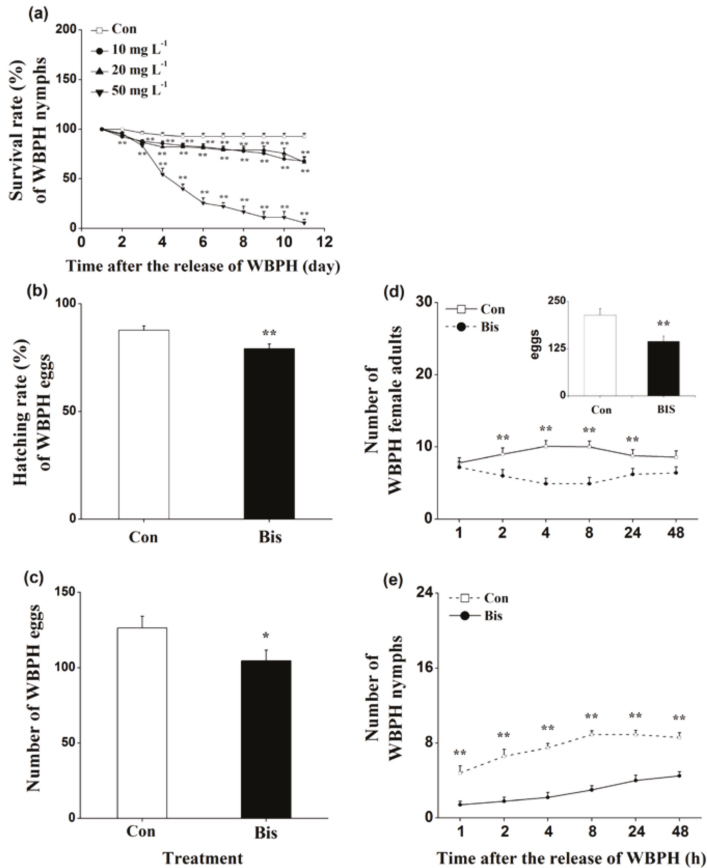 (a)
Con
10 mg L⁻¹
20 mg L⁻¹
50 mg L⁻¹
Survival rate (%)
of WBPH nymphs
200
150
100
50
0
** ** ** ** ** ** ** ** **
** ** ** ** ** ** ** ** ** **
** ** ** ** ** ** ** **
0 2 4 6 8 10 12
Time after the release of WBPH (day)
(b)
Hatching rate (%)
of WBPH eggs
100
50
0
**
Con Bis
(c)
Number of WBPH eggs
150
100
50
0
*
Con Bis
Treatment
(d)
Con
Bis
Number of
WBPH female adults
30
20
10
0
** ** ** **
1 2 4 8 24 48
eggs
250
125
0
**
Con BIS
(e)
Con
Bis
Number of
WBPH nymphs
24
16
8
0
** ** ** ** ** **
1 2 4 8 24 48
Time after the release of WBPH (h)